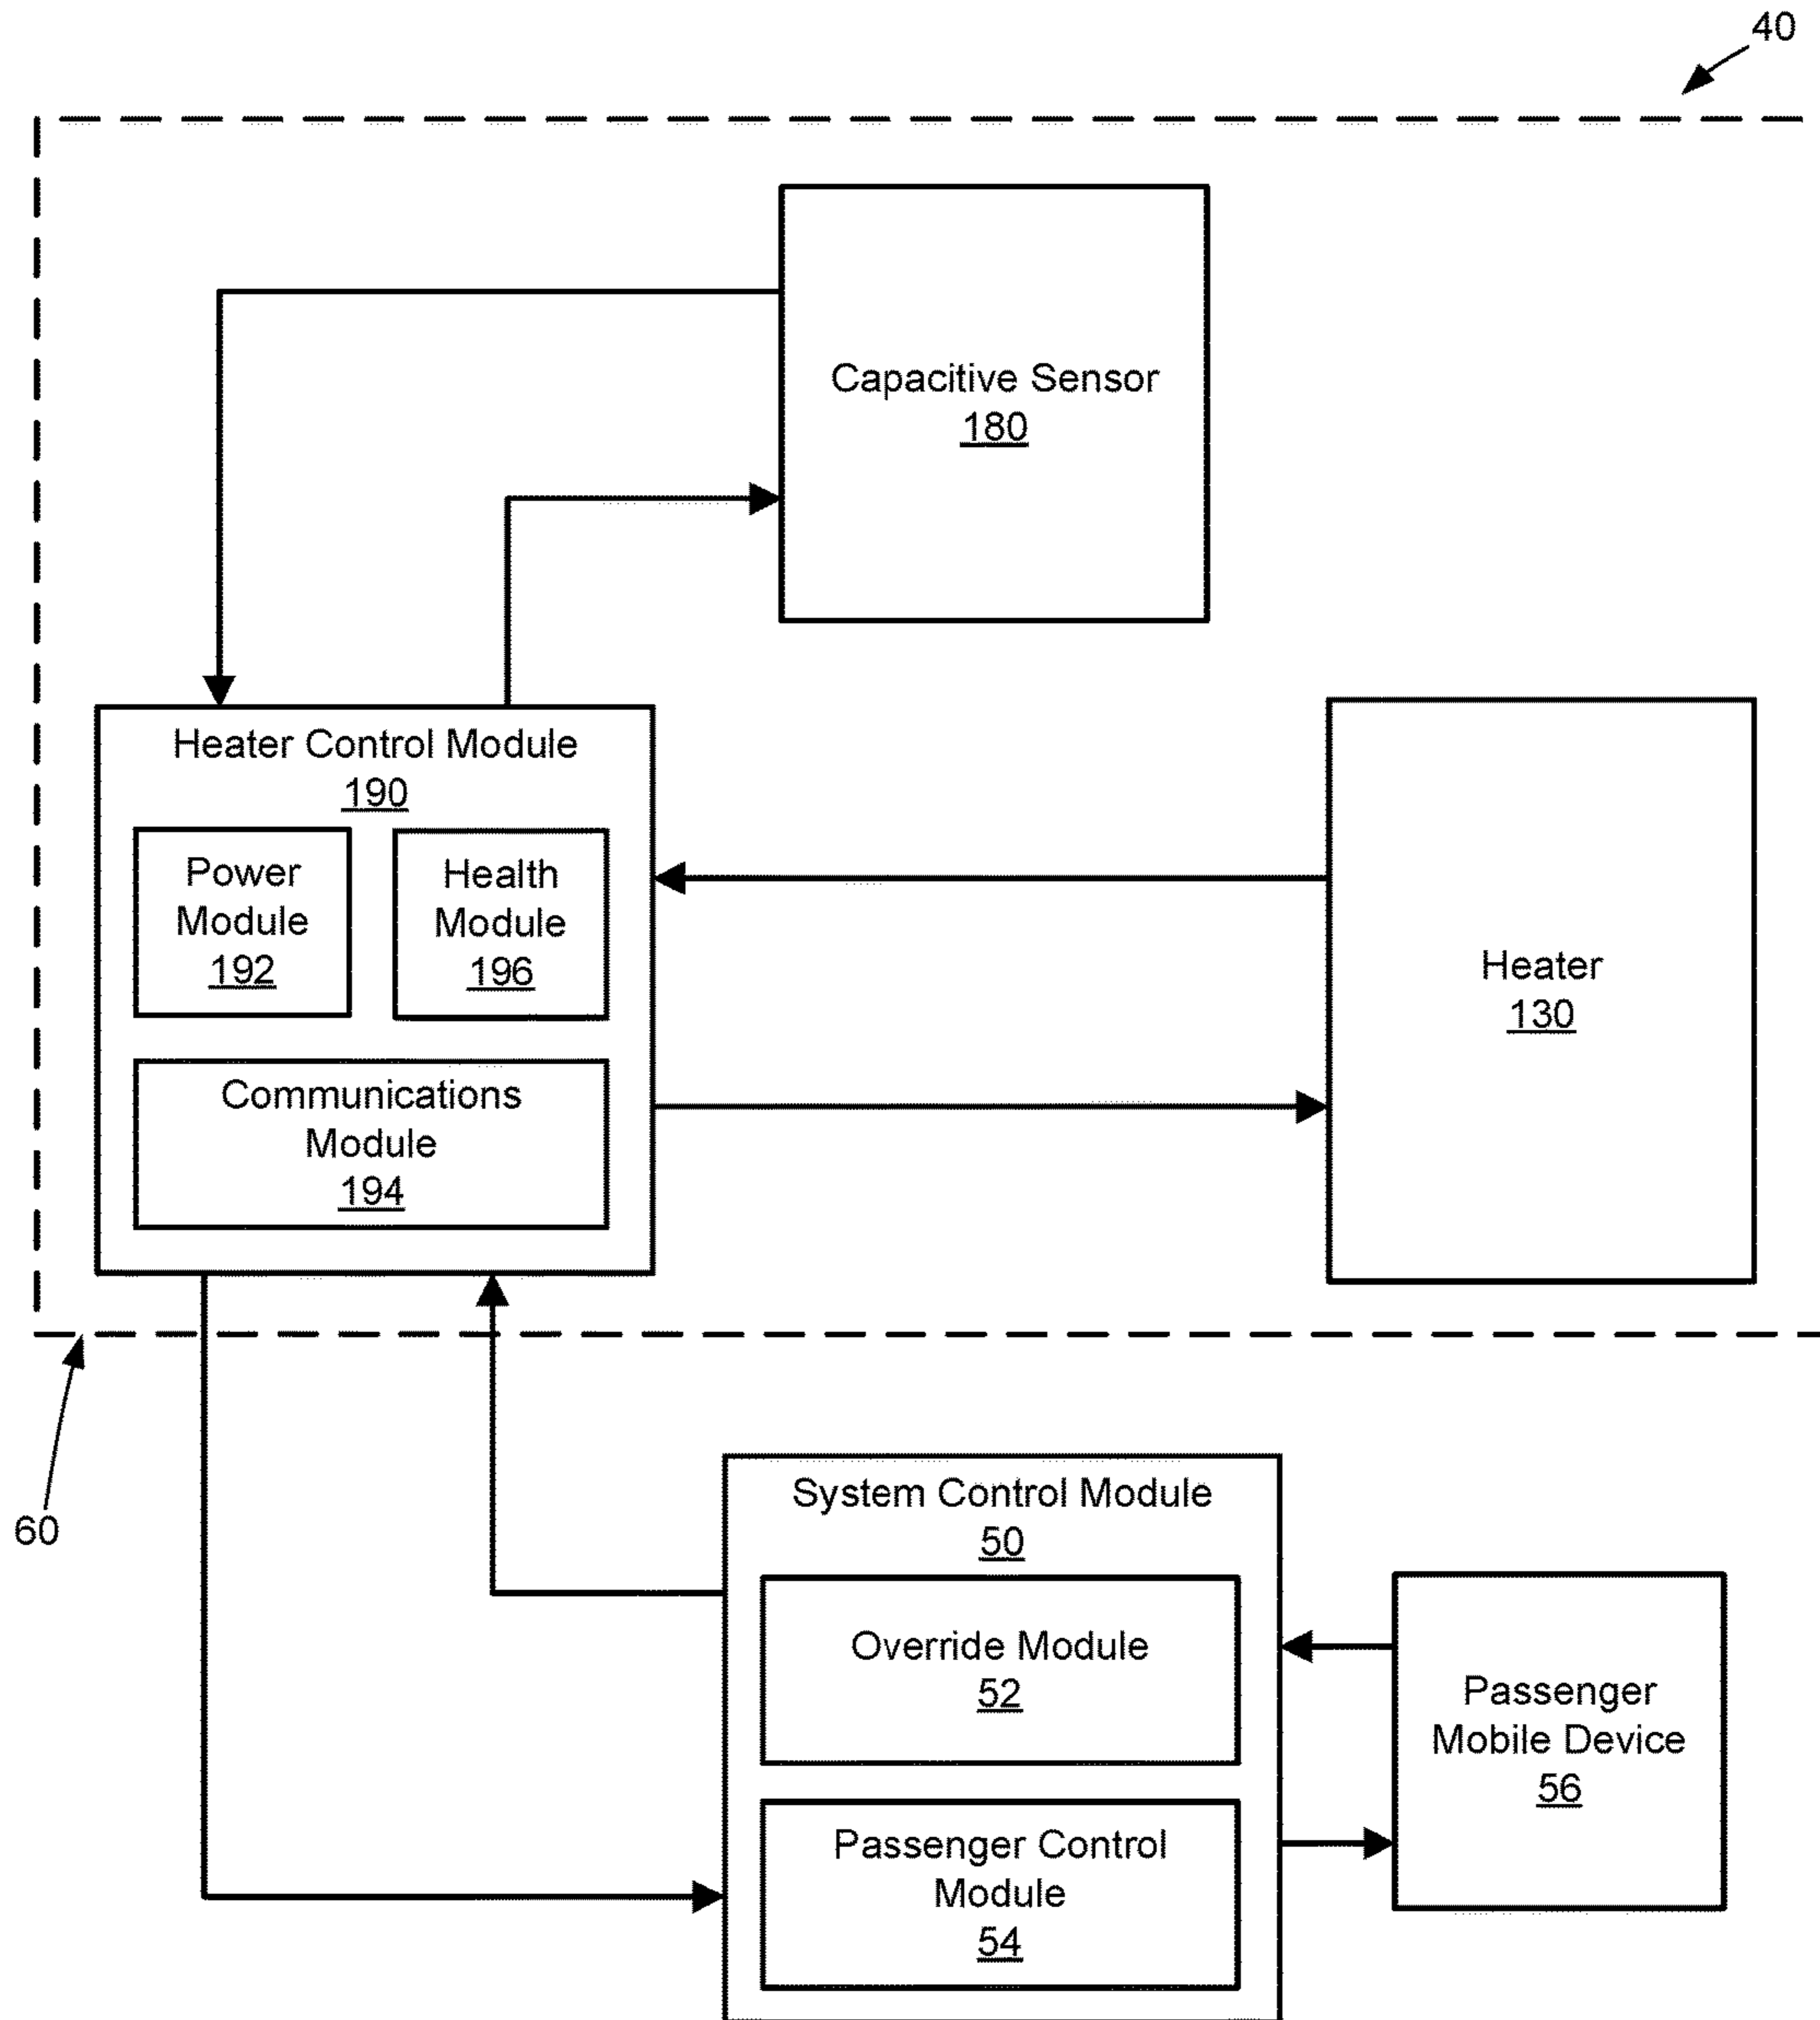 40
Capacitive Sensor
180
Heater Control Module
190
Power
Module
192
Health
Module
196
Communications
Module
194
Heater
130
60
System Control Module
50
Override Module
52
Passenger Control
Module
54
Passenger
Mobile Device
56